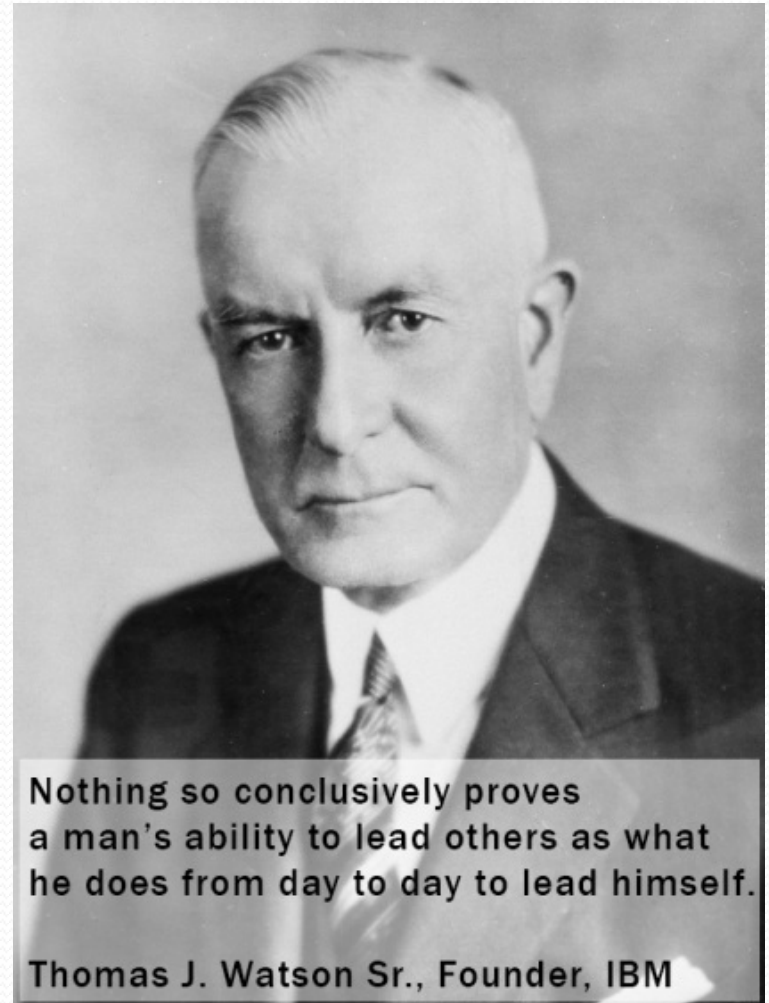 Nothing so conclusively proves
a man’s ability to lead others as what
he does from day to day to lead himself.
Thomas J. Watson Sr., Founder, IBM